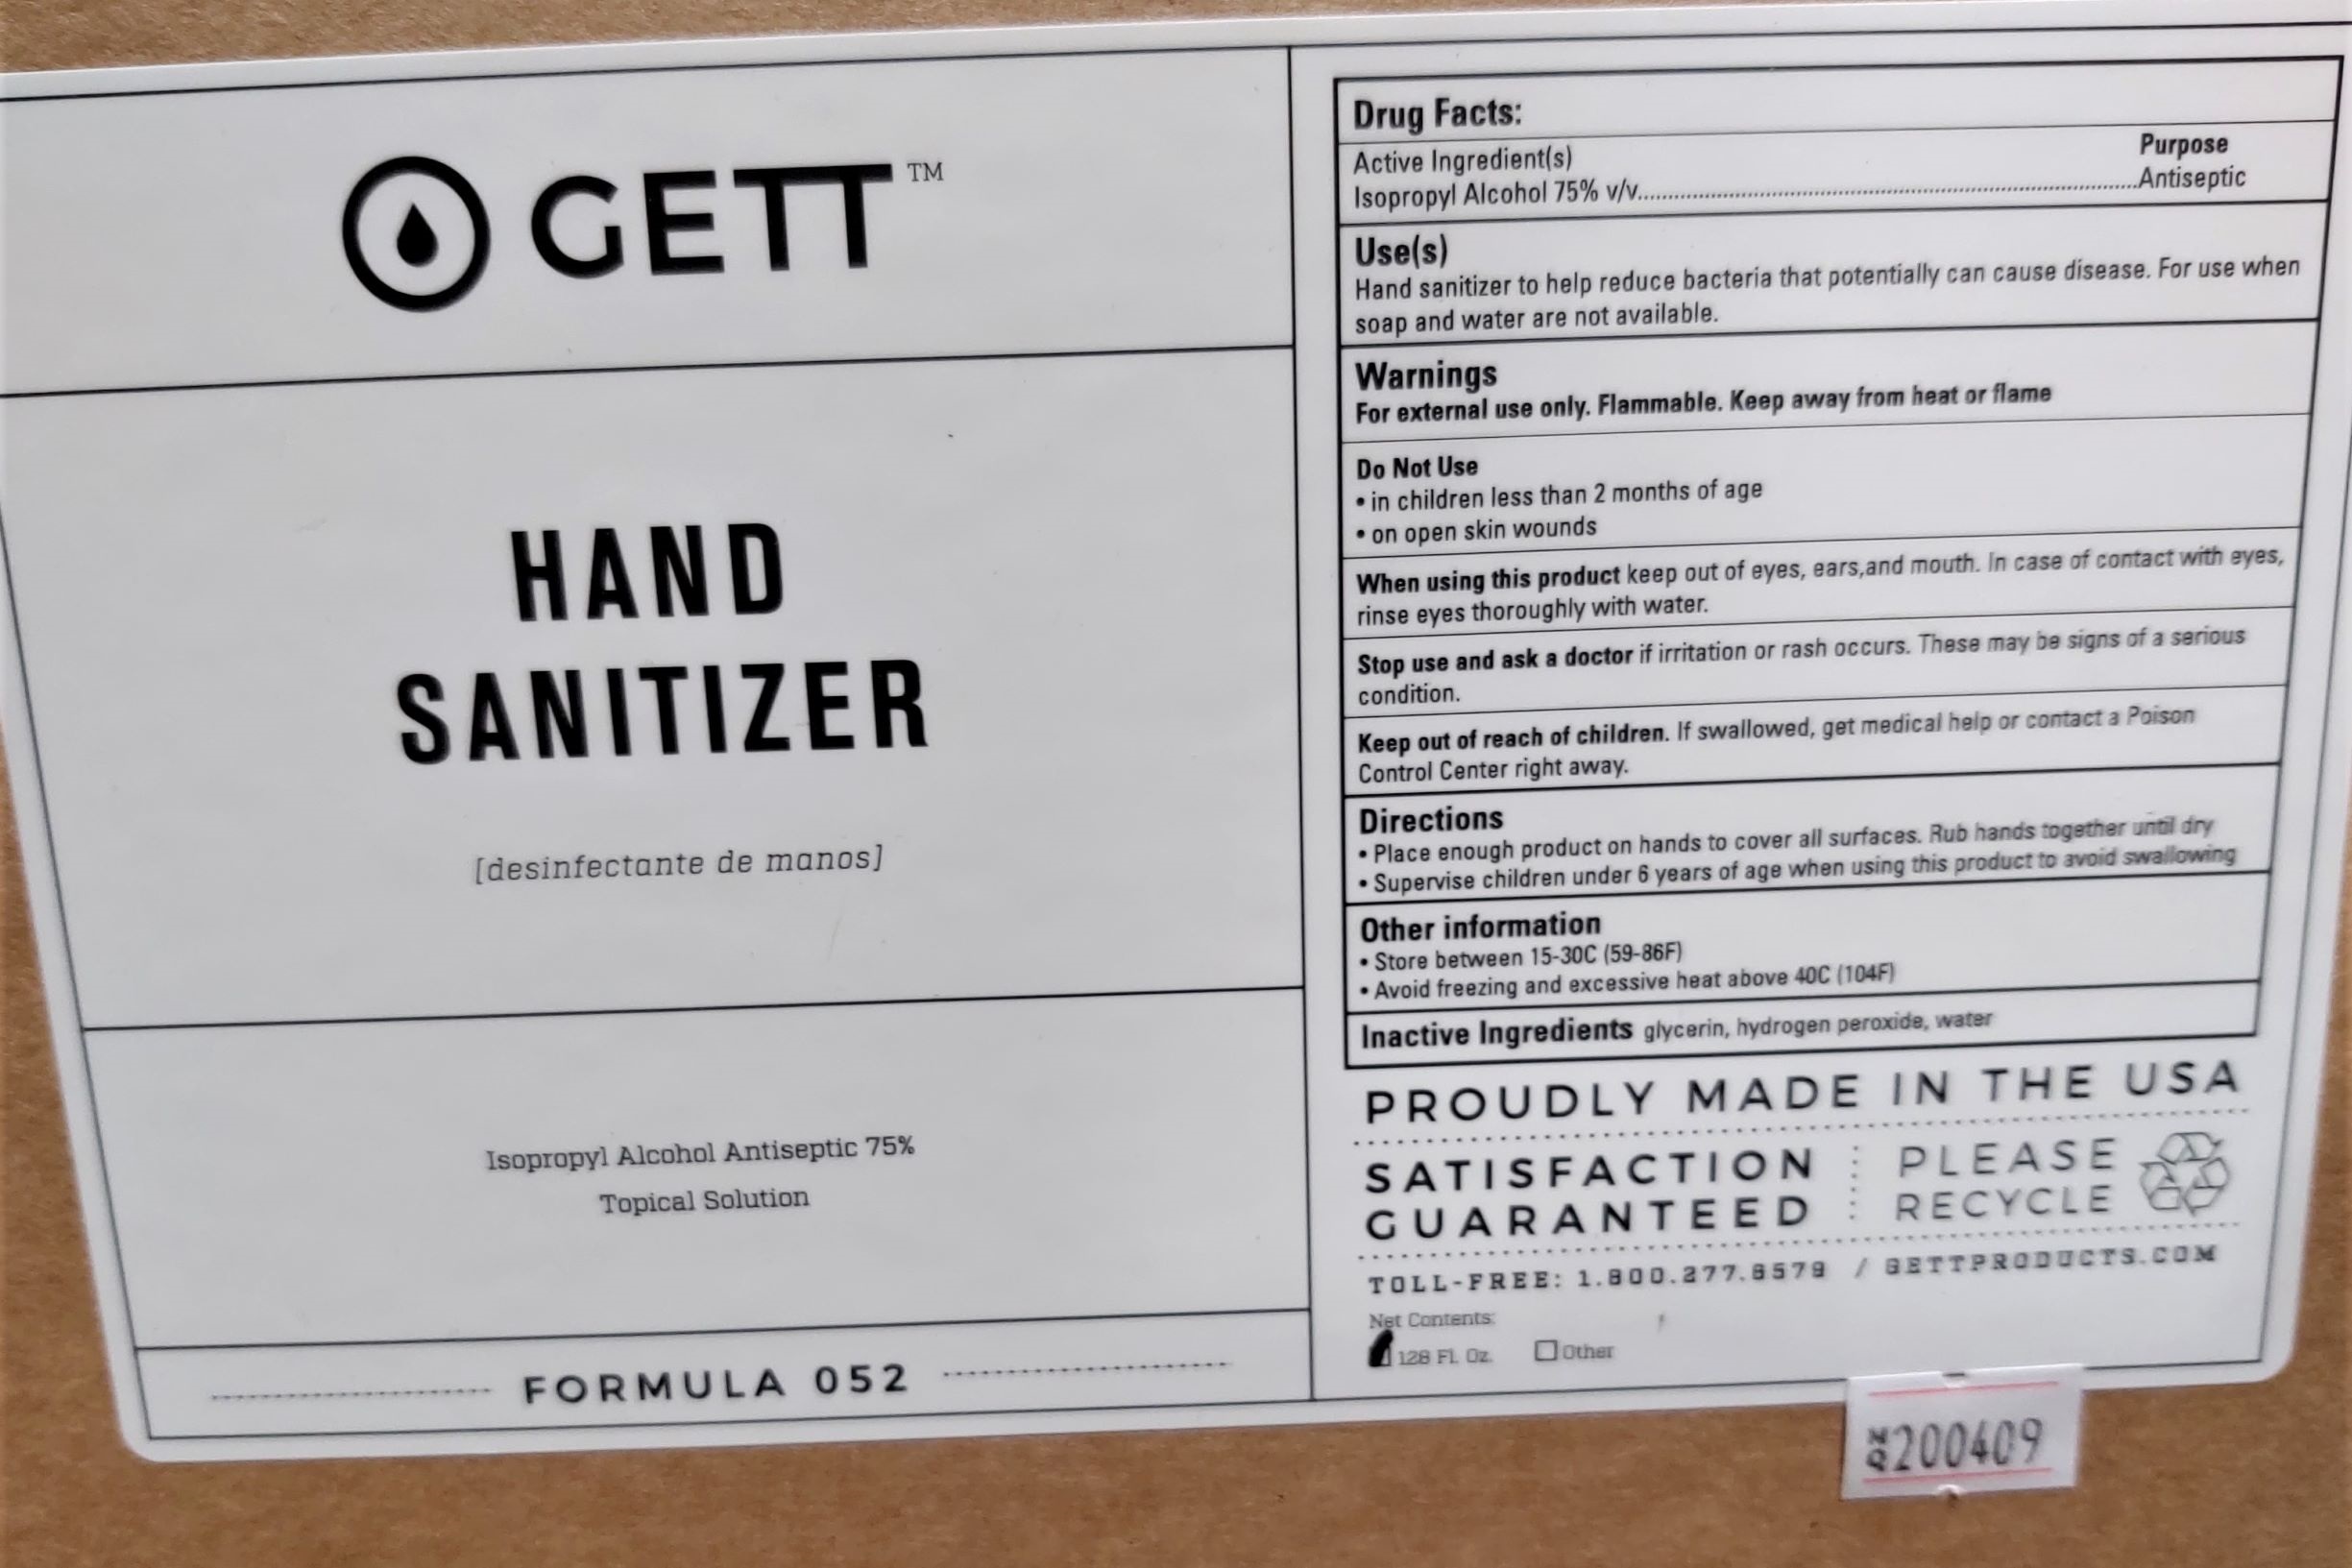 GETT™
HAND
SANITIZER
[desinfectante de manos]
Isopropyl Alcohol Antiseptic 75%
Topical Solution
FORMULA 052
Drug Facts:
Active Ingredient(s) Purpose
Isopropyl Alcohol 75% v/v..........Antiseptic
Use(s)
Hand sanitizer to help reduce bacteria that potentially can cause disease. For use when
soap and water are not available.
Warnings
For external use only. Flammable. Keep away from heat or flame
Do Not Use
• in children less than 2 months of age
• on open skin wounds
When using this product keep out of eyes, ears,and mouth. In case of contact with eyes,
rinse eyes thoroughly with water.
Stop use and ask a doctor if irritation or rash occurs. These may be signs of a serious
condition.
Keep out of reach of children. If swallowed, get medical help or contact a Poison
Control Center right away.
Directions
• Place enough product on hands to cover all surfaces. Rub hands together until dry
• Supervise children under 6 years of age when using this product to avoid swallowing
Other information
• Store between 15-30C (59-86F)
• Avoid freezing and excessive heat above 40C (104F)
Inactive Ingredients glycerin, hydrogen peroxide, water
PROUDLY MADE IN THE USA
SATISFACTION
GUARANTEED
PLEASE
RECYCLE
TOLL-FREE: 1.800.277.8579 / GETTPRODUCTS.COM
Net Contents:
128 Fl. Oz. Other
200409